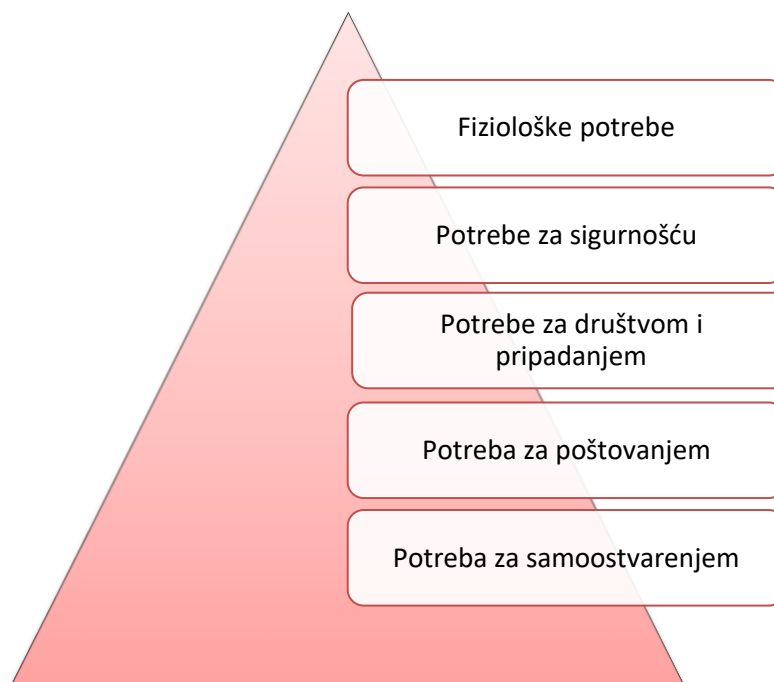 Fiziološke potrebe
Potrebe za sigurnošću
Potrebe za društvom i
pripadanjem
Potreba za poštovanjem
Potreba za samoostvarenjem